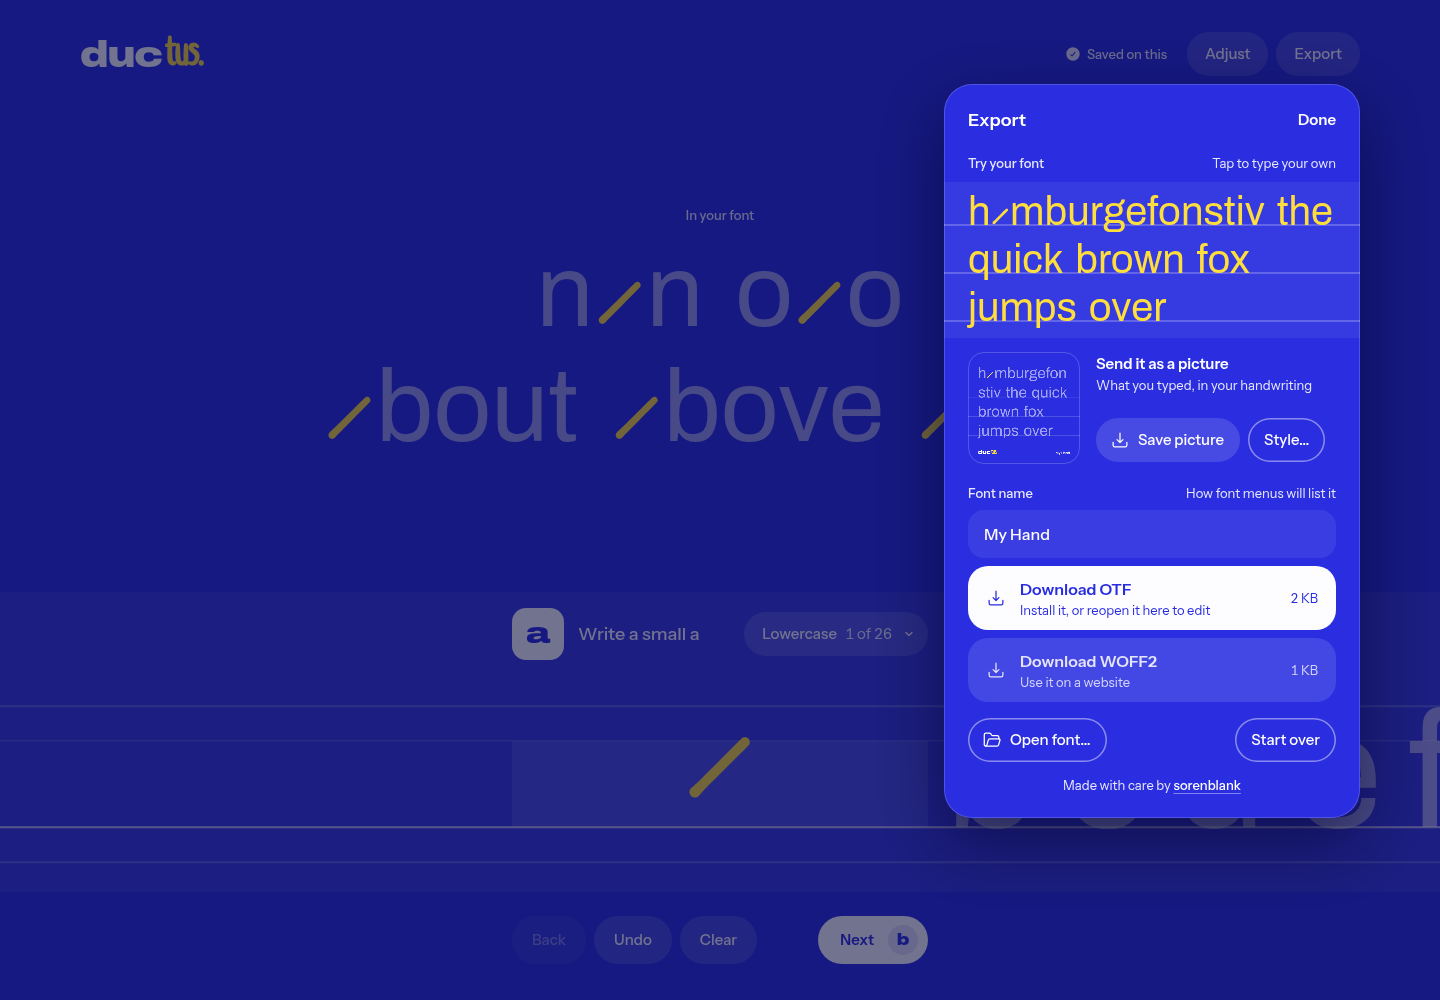 ductus.
Saved on this
Adjust
Export
Export
Done
Try your font
Tap to type your own
h mburgefonstiv the
quick brown fox
jumps over
In your font
n n o o
bout bove
h mburgefon
stiv the quick
brown fox
jumps over
ductus
Send it as a picture
What you typed, in your handwriting
Save picture
Style...
Font name
How font menus will list it
My Hand
Download OTF
Install it, or reopen it here to edit
2 KB
Download WOFF2
Use it on a website
1 KB
Open font...
Start over
Made with care by sorenblank
a
Write a small a
Lowercase 1 of 26
f
Back
Undo
Clear
Next b